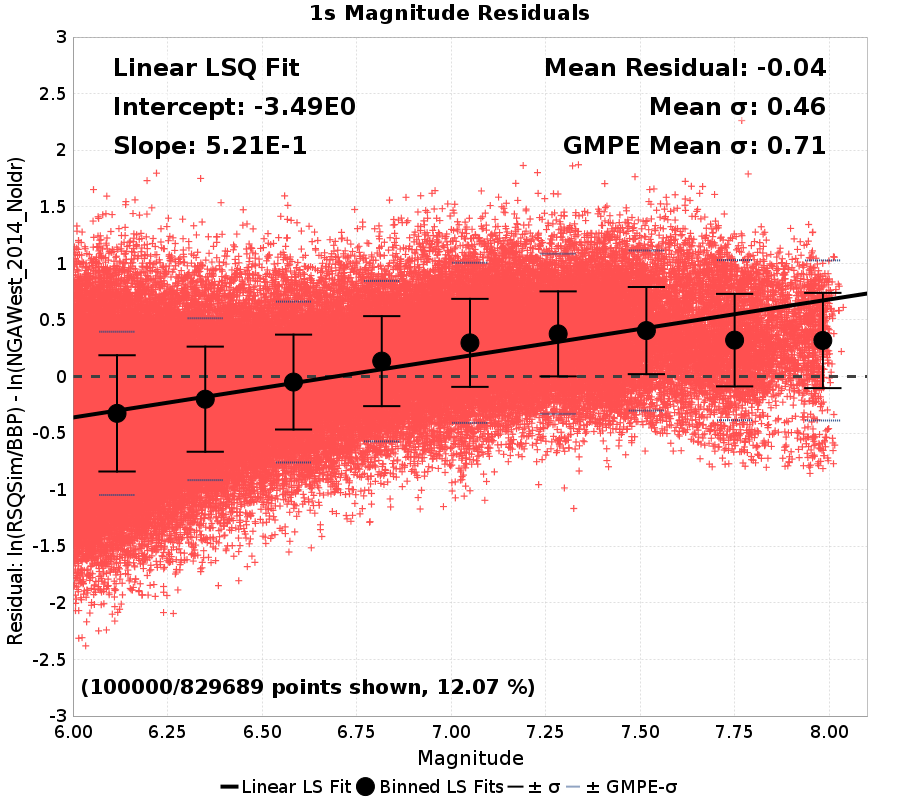 1s Magnitude Residuals
Linear LSQ Fit
Intercept: -3.49E0
Slope: 5.21E-1
Mean Residual: -0.04
Mean σ: 0.46
GMPE Mean σ: 0.71
3
2.5
2
1.5
1
0.5
0
-0.5
-1
-1.5
-2
-2.5
-3
Residual: ln(RSQSim/BBP) - ln(NGAWest_2014_NoIdr)
(100000/829689 points shown, 12.07 %)
6.00 6.25 6.50 6.75 7.00 7.25 7.50 7.75 8.00
Magnitude
Linear LS Fit Binned LS Fits ± σ ± GMPE-σ